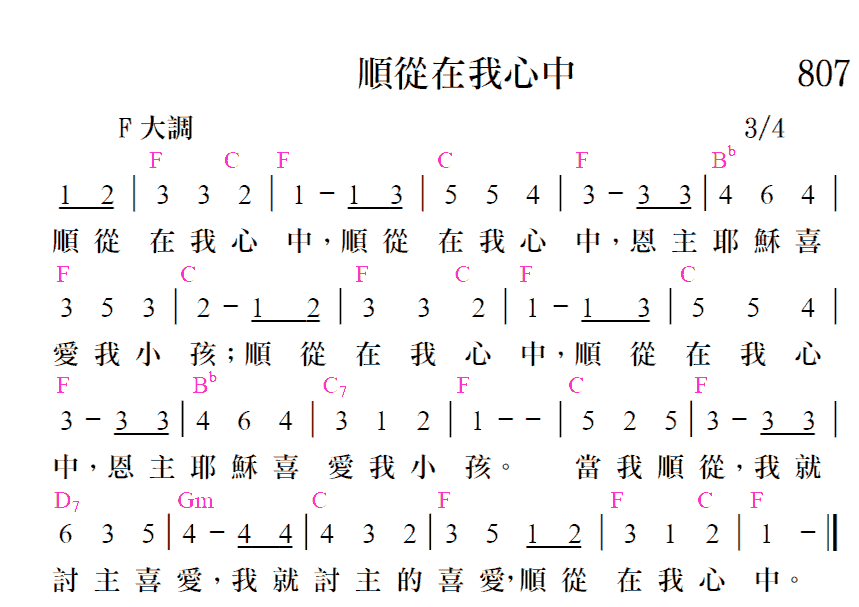 順從在我心中 807
F 大調 3/4
F C F C F B♭
1 2 | 3 3 2 | 1 - 1 3 | 5 5 4 | 3 - 3 3 | 4 6 4 |
順 從 在 我 心 中,順 從 在 我 心 中,恩 主 耶 穌 喜
F C F C F C
3 5 3 | 2 - 1 2 | 3 3 2 | 1 - 1 3 | 5 5 4 |
愛 我 小 孩;順 從 在 我 心 中,順 從 在 我 心
F B♭ C7 F C F
3 - 3 3 | 4 6 4 | 3 1 2 | 1 - - | 5 2 5 | 3 - 3 3 |
中,恩 主 耶 穌 喜 愛 我 小 孩。 當 我 順 從,我 就
D7 Gm C F F C F
6 3 5 | 4 - 4 4 | 4 3 2 | 3 5 1 2 | 3 1 2 | 1 - ‖
討 主 喜 愛,我 就 討 主 的 喜 愛,順 從 在 我 心 中。